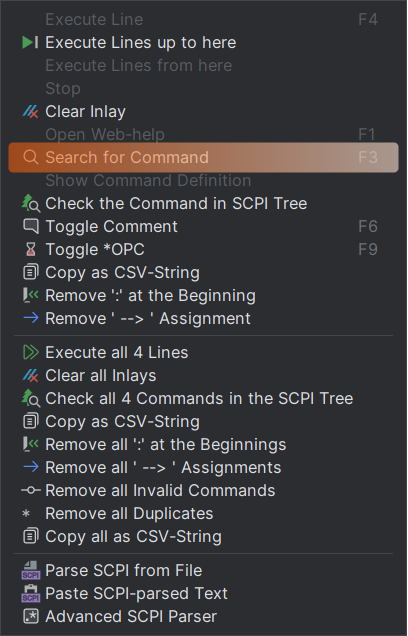 Execute Line F4
Execute Lines up to here
Execute Lines from here
Stop
Clear Inlay
Open Web-help F1
Search for Command F3
Show Command Definition
Check the Command in SCPI Tree
Toggle Comment F6
Toggle *OPC F9
Copy as CSV-String
Remove ':' at the Beginning
Remove ' --> ' Assignment
Execute all 4 Lines
Clear all Inlays
Check all 4 Commands in the SCPI Tree
Copy as CSV-String
Remove all ':' at the Beginnings
Remove all ' --> ' Assignments
Remove all Invalid Commands
Remove all Duplicates
Copy all as CSV-String
SCPI Parse SCPI from File
SCPI Paste SCPI-parsed Text
Advanced SCPI Parser